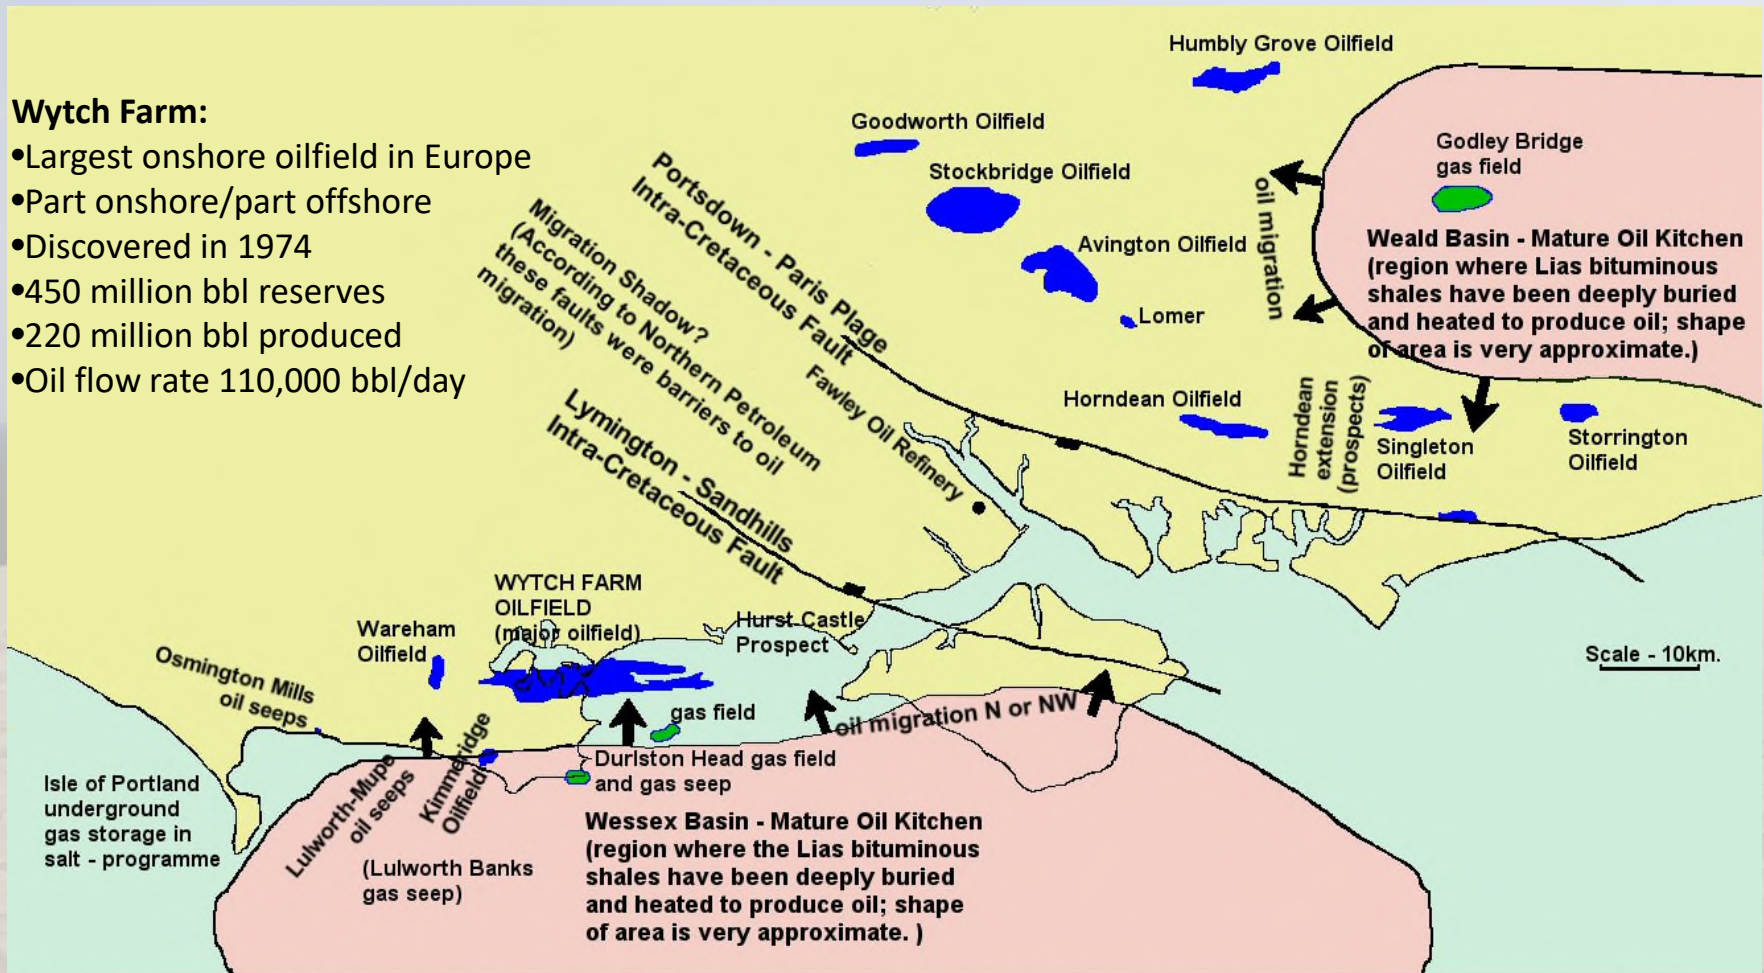 Wytch Farm:
•Largest onshore oilfield in Europe
•Part onshore/part offshore
•Discovered in 1974
•450 million bbl reserves
•220 million bbl produced
•Oil flow rate 110,000 bbl/day
Humbly Grove Oilfield
Goodworth Oilfield
Stockbridge Oilfield
Avington Oilfield
Lomer
Godley Bridge
gas field
oil migration
Weald Basin - Mature Oil Kitchen
(region where Lias bituminous
shales have been deeply buried
and heated to produce oil; shape
of area is very approximate.)
Portsdown - Paris Plage
Intra-Cretaceous Fault
Migration Shadow?
(According to Northern Petroleum
these faults were barriers to oil
migration)
Lymington - Sandhills
Intra-Cretaceous Fault
Fawley Oil Refinery
Horndean Oilfield
Horndean
extension
(prospects)
Singleton
Oilfield
Storrington
Oilfield
WYTCH FARM
OILFIELD
(major oilfield)
Wareham
Oilfield
Hurst Castle
Prospect
Scale - 10km.
Osmington Mills
oil seeps
gas field
oil migration N or NW
Durlston Head gas field
and gas seep
Isle of Portland
underground
gas storage in
salt - programme
Lulworth-Mupe
oil seeps
Kimmeridge
Oilfield
(Lulworth Banks
gas seep)
Wessex Basin - Mature Oil Kitchen
(region where the Lias bituminous
shales have been deeply buried
and heated to produce oil; shape
of area is very approximate. )